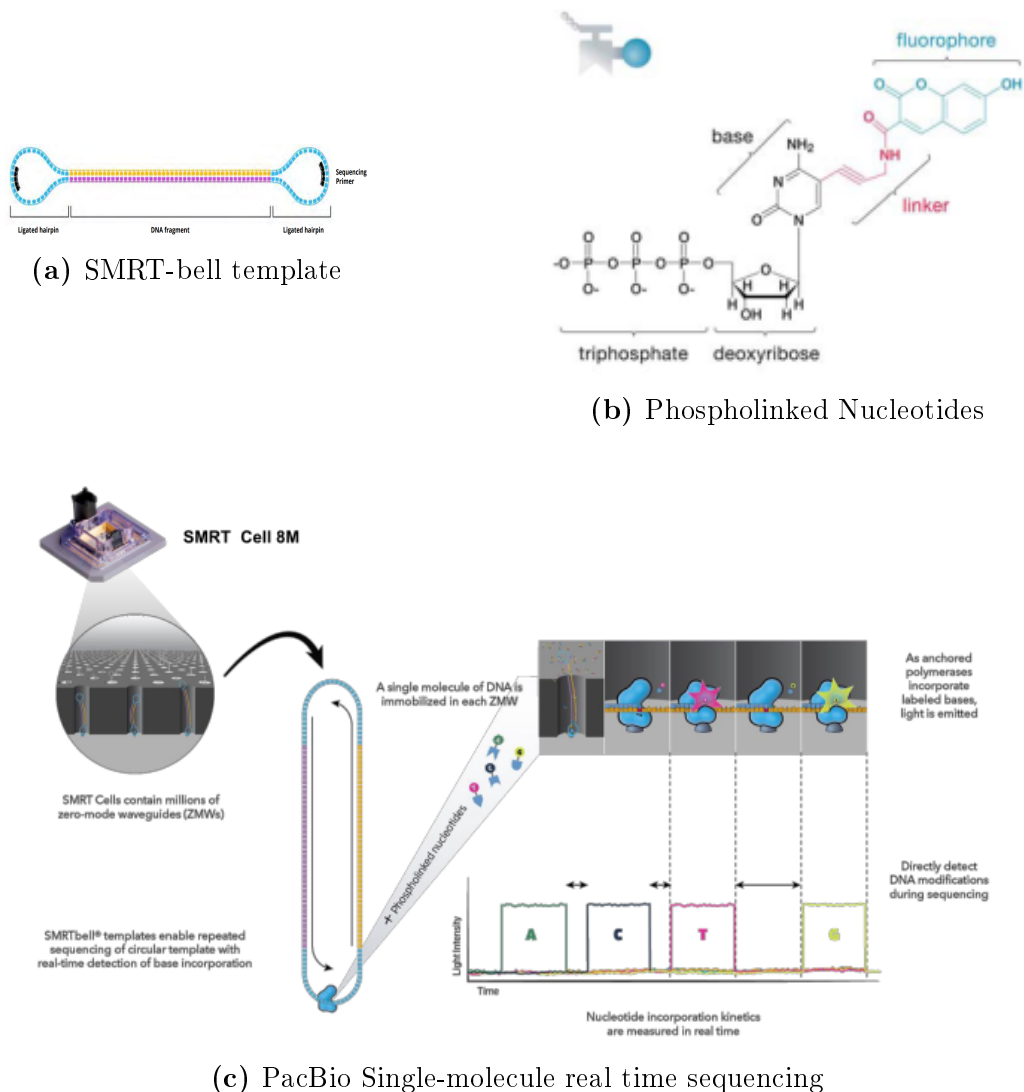 Sequencing
Primer
Ligated hairpin
DNA fragment
Ligated hairpin
(a) SMRT-bell template
fluorophore
O
O
OH
O
NH
base
NH₂
N
O
N
linker
O
O
O
-O-P-O-P-O-P-O
O-
O-
O-
O
H
H
H
H
OH
H
triphosphate
deoxyribose
(b) Phospholinked Nucleotides
SMRT Cell 8M
SMRT Cells contain millions of
zero-mode waveguides (ZMWs)
SMRTbell® templates enable repeated
sequencing of circular template with
real-time detection of base incorporation
A single molecule of DNA is
immobilized in each ZMW
+ Phospholinked nucleotides
As anchored
polymerases
incorporate
labeled bases,
light is emitted
Directly detect
DNA modifications
during sequencing
Light Intensity
A
C
T
G
Time
Nucleotide incorporation kinetics
are measured in real time
(c) PacBio Single-molecule real time sequencing